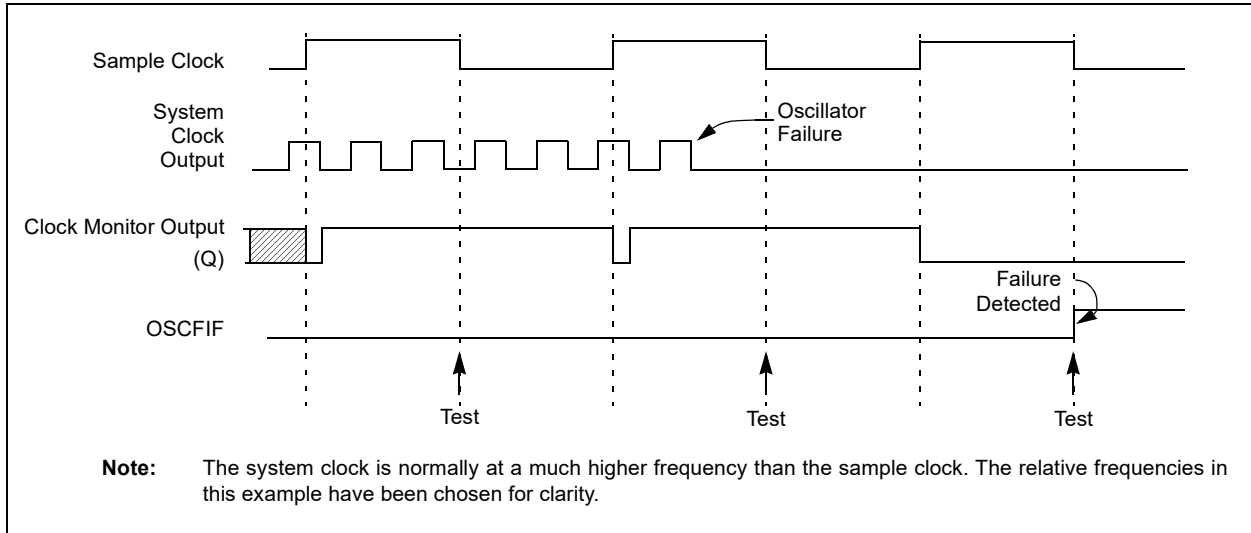 Sample Clock
System
Clock
Output
Oscillator
Failure
Clock Monitor Output
(Q)
Failure
Detected
OSCFIF
Test
Test
Test
Note: The system clock is normally at a much higher frequency than the sample clock. The relative frequencies in
this example have been chosen for clarity.